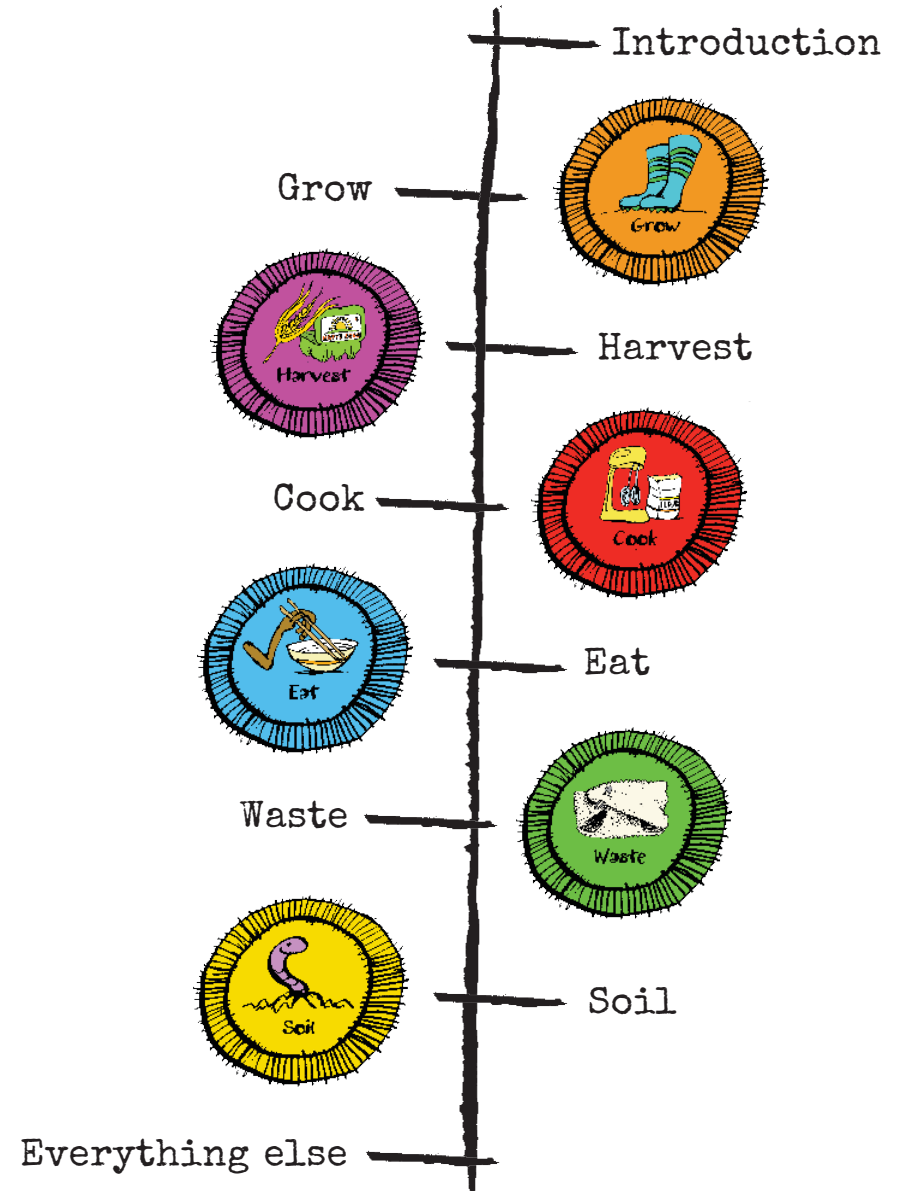 Introduction
Grow
Grow
Harvest
Harvest
Cook
Cook
Eat
Eat
Waste
Waste
Soil
Soil
Everything else